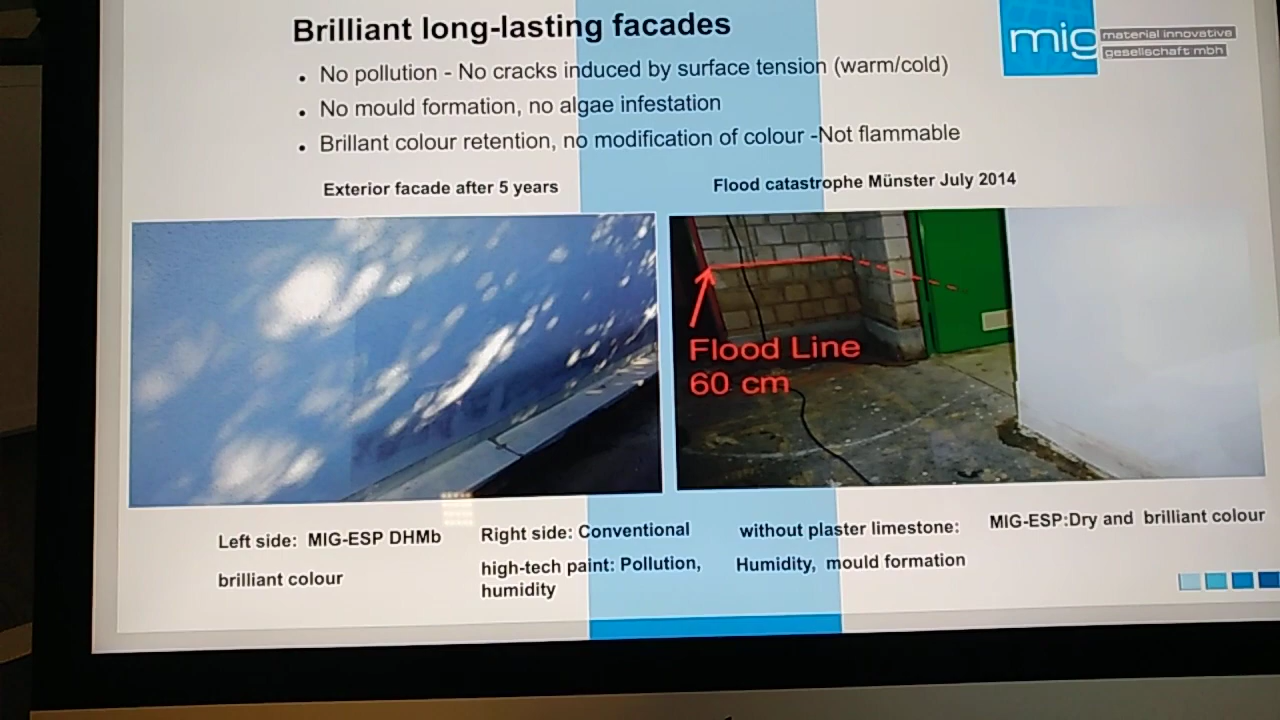 Brilliant long-lasting facades
mig material innovative
gesellschaft mbh
• No pollution - No cracks induced by surface tension (warm/cold)
• No mould formation, no algae infestation
• Brillant colour retention, no modification of colour -Not flammable
Exterior facade after 5 years
Flood catastrophe Münster July 2014
Flood Line
60 cm
Left side: MIG-ESP DHMb
brilliant colour
Right side: Conventional
high-tech paint: Pollution,
humidity
without plaster limestone:
Humidity, mould formation
MIG-ESP:Dry and brilliant colour